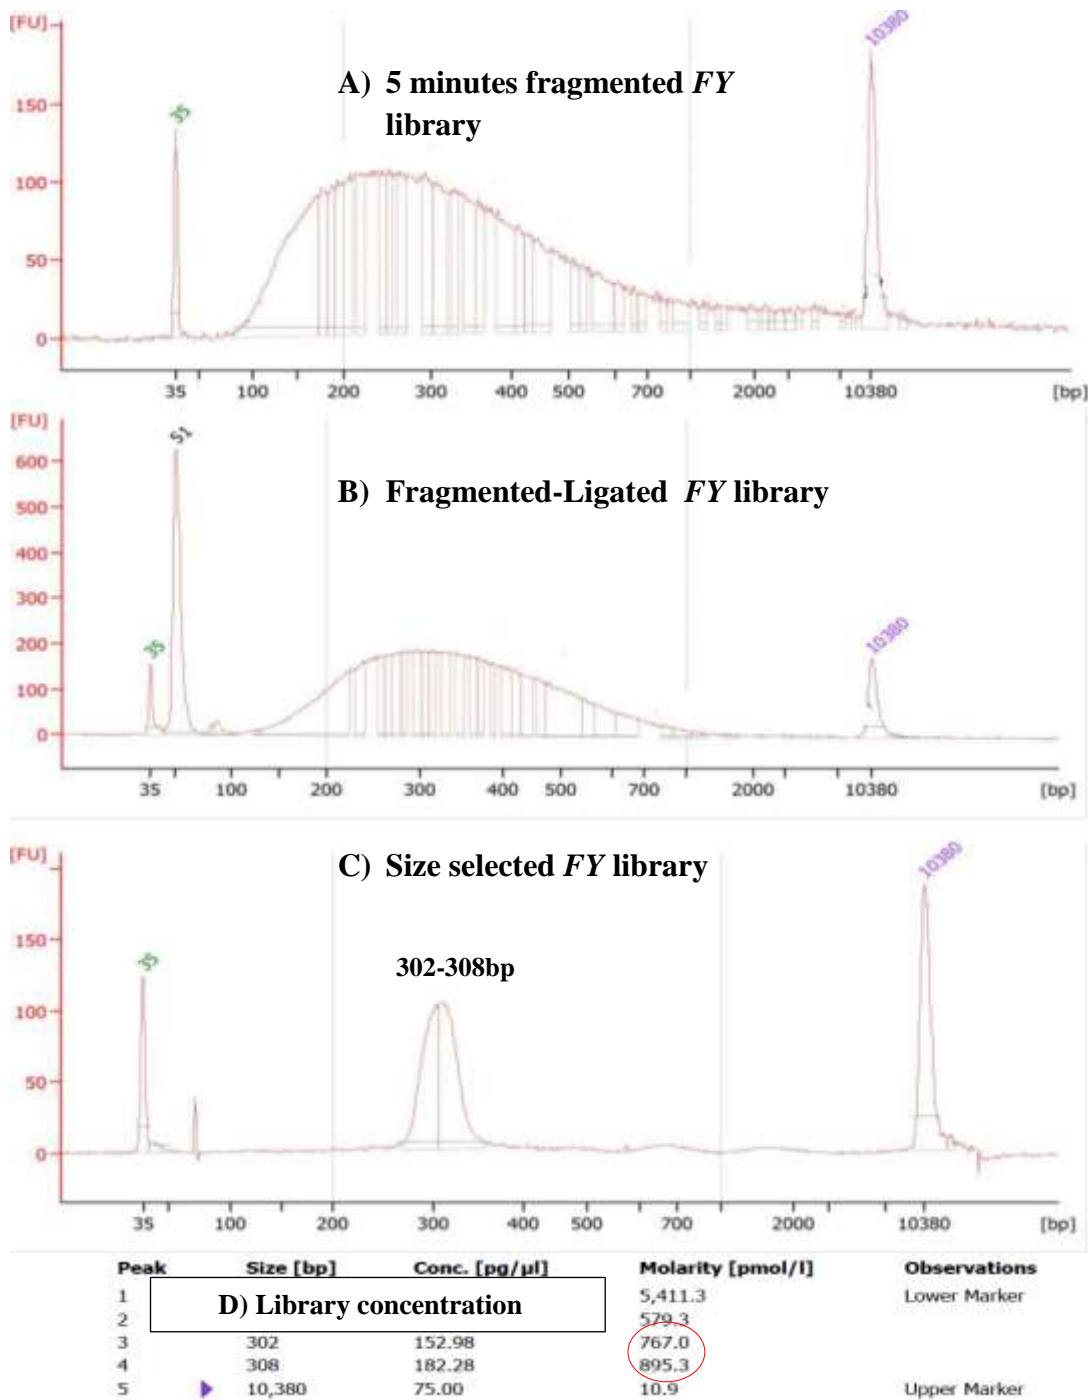 [FU]
10380
A) 5 minutes fragmented FY
library
35
150
100
50
0
35 100 200 300 400 500 700 2000 10380 [bp]
[FU]
51
600
B) Fragmented-Ligated FY library
500
400
300
200
35
10380
100
0
35 100 200 300 400 500 700 2000 10380 [bp]
[FU]
C) Size selected FY library
10380
150
35
302-308bp
100
50
0
35 100 200 300 400 500 700 2000 10380 [bp]
Peak Size [bp] Conc. [pg/µl] Molarity [pmol/l] Observations
1 5,411.3 Lower Marker
D) Library concentration
2 579.3
3 302 152.98 767.0
4 308 182.28 895.3
5 10,380 75.00 10.9 Upper Marker